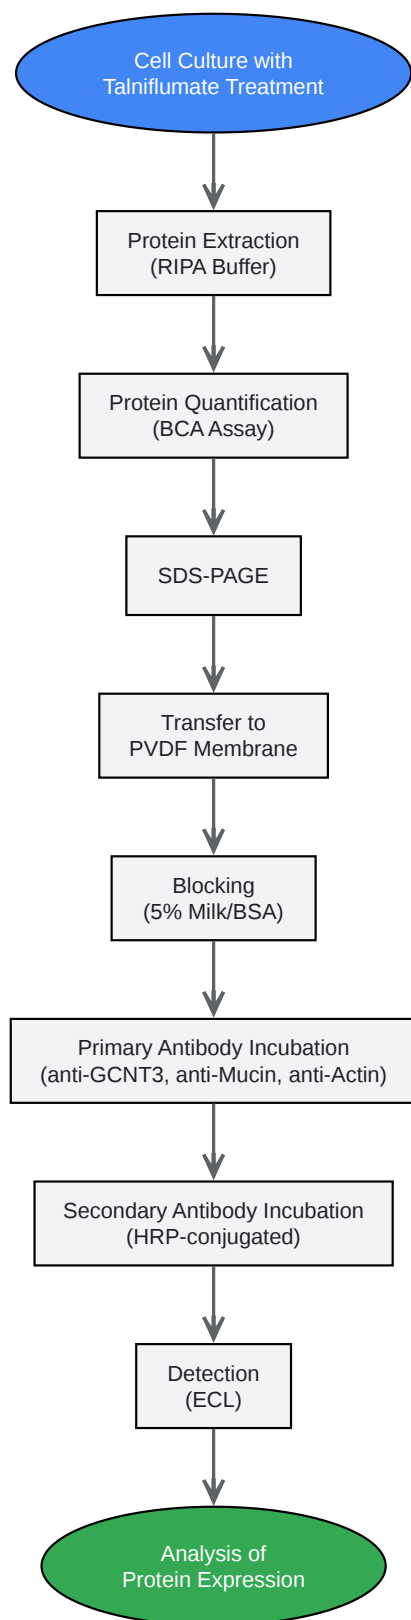 Cell Culture with
Talniflumate Treatment
Protein Extraction
(RIPA Buffer)
Protein Quantification
(BCA Assay)
SDS-PAGE
Transfer to
PVDF Membrane
Blocking
(5% Milk/BSA)
Primary Antibody Incubation
(anti-GCNT3, anti-Mucin, anti-Actin)
Secondary Antibody Incubation
(HRP-conjugated)
Detection
(ECL)
Analysis of
Protein Expression